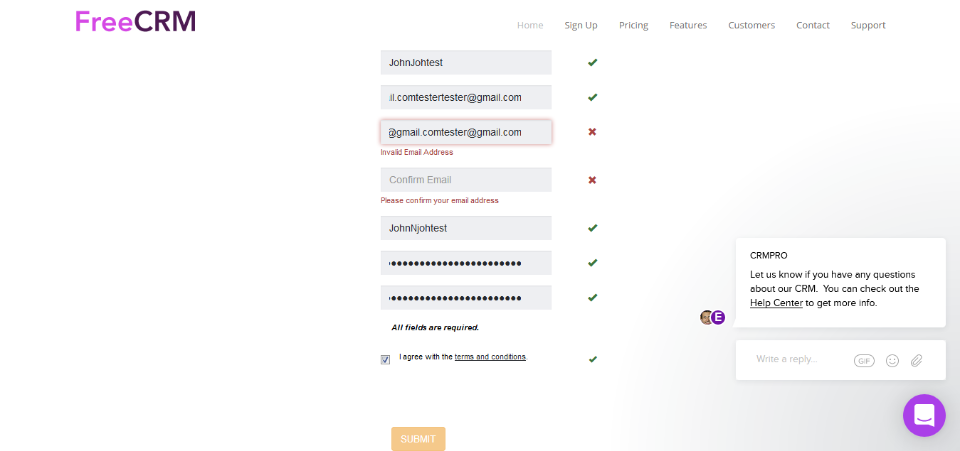 FreeCRM
Home Sign Up Pricing Features Customers Contact Support
JohnJohtest
il.comtestertester@gmail.com
@gmail.comtester@gmail.com
Invalid Email Address
Confirm Email
Please confirm your email address
JohnNjohtest
All fields are required.
I agree with the terms and conditions.
SUBMIT
CRMPRO
Let us know if you have any questions
about our CRM. You can check out the
Help Center to get more info.
E
Write a reply...
GIF